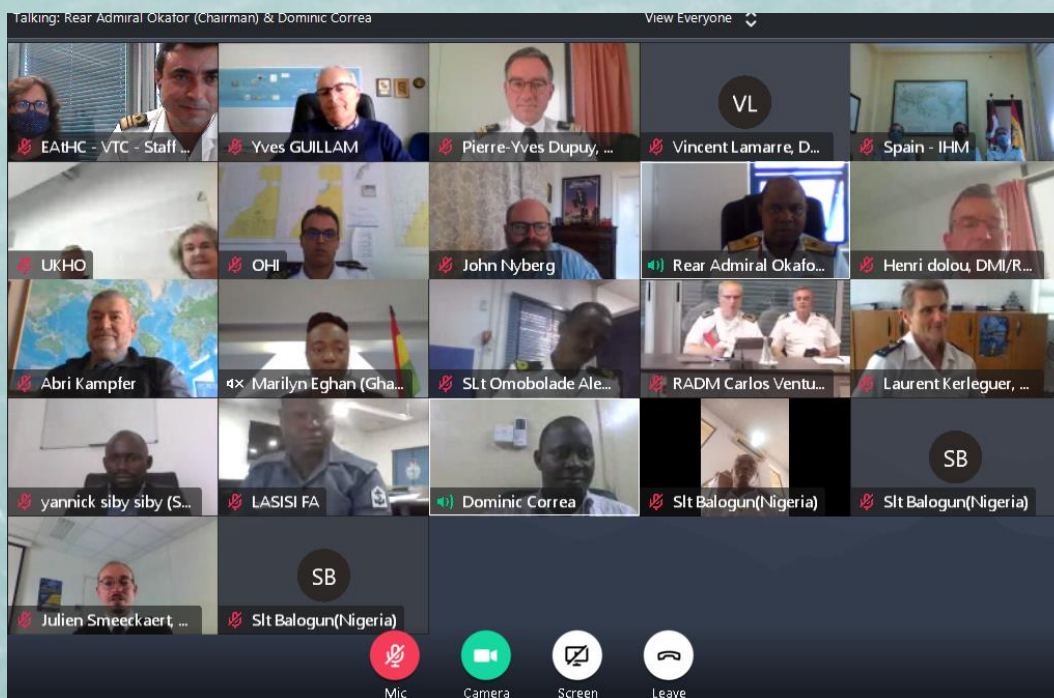 Talking: Rear Admiral Okafor (Chairman) & Dominic Correa
View Everyone
EAtHC - VTC - Staff ...
Yves GUILLAM
Pierre-Yves Dupuy, ...
VL
Vincent Lamarre, D...
Spain - IHM
UKHO
OHI
John Nyberg
Rear Admiral Okafo...
Henri dolou, DMI/R...
Abri Kampfer
Marilyn Eghan (Gha...
SLt Omobolade Ale...
RADM Carlos Ventu...
Laurent Kerleguer, ...
yannick siby siby (S...
LASISI FA
Dominic Correa
Slt Balogun(Nigeria)
SB
Slt Balogun(Nigeria)
Julien Smeeckaert, ...
SB
Slt Balogun(Nigeria)
Mic
Camera
Screen
Leave